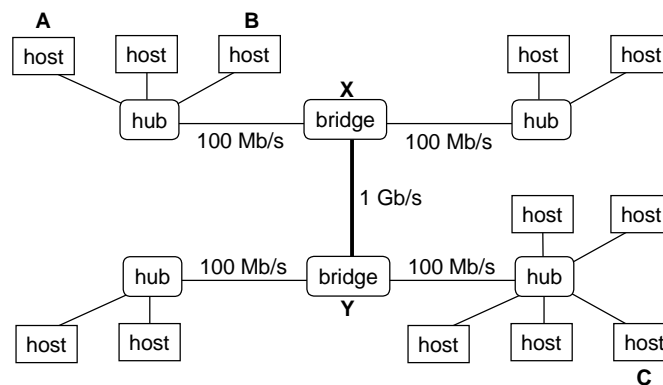 A B
host host host host host
X
hub bridge hub
100 Mb/s 100 Mb/s
1 Gb/s
host host
hub 100 Mb/s bridge 100 Mb/s hub
Y
host host host host host
C